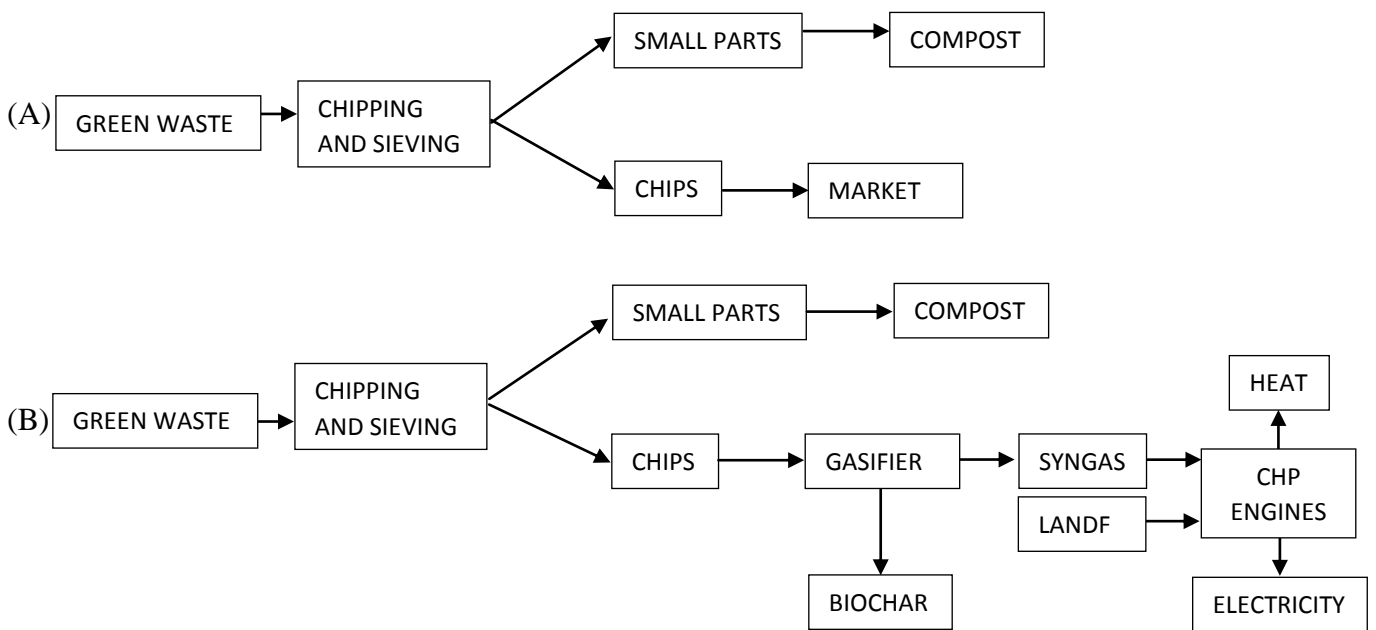 SMALL PARTS
COMPOST
(A)
GREEN WASTE
CHIPPING
AND SIEVING
CHIPS
MARKET
SMALL PARTS
COMPOST
HEAT
(B)
GREEN WASTE
CHIPPING
AND SIEVING
CHIPS
GASIFIER
SYNGAS
CHP
ENGINES
LANDF
BIOCHAR
ELECTRICITY